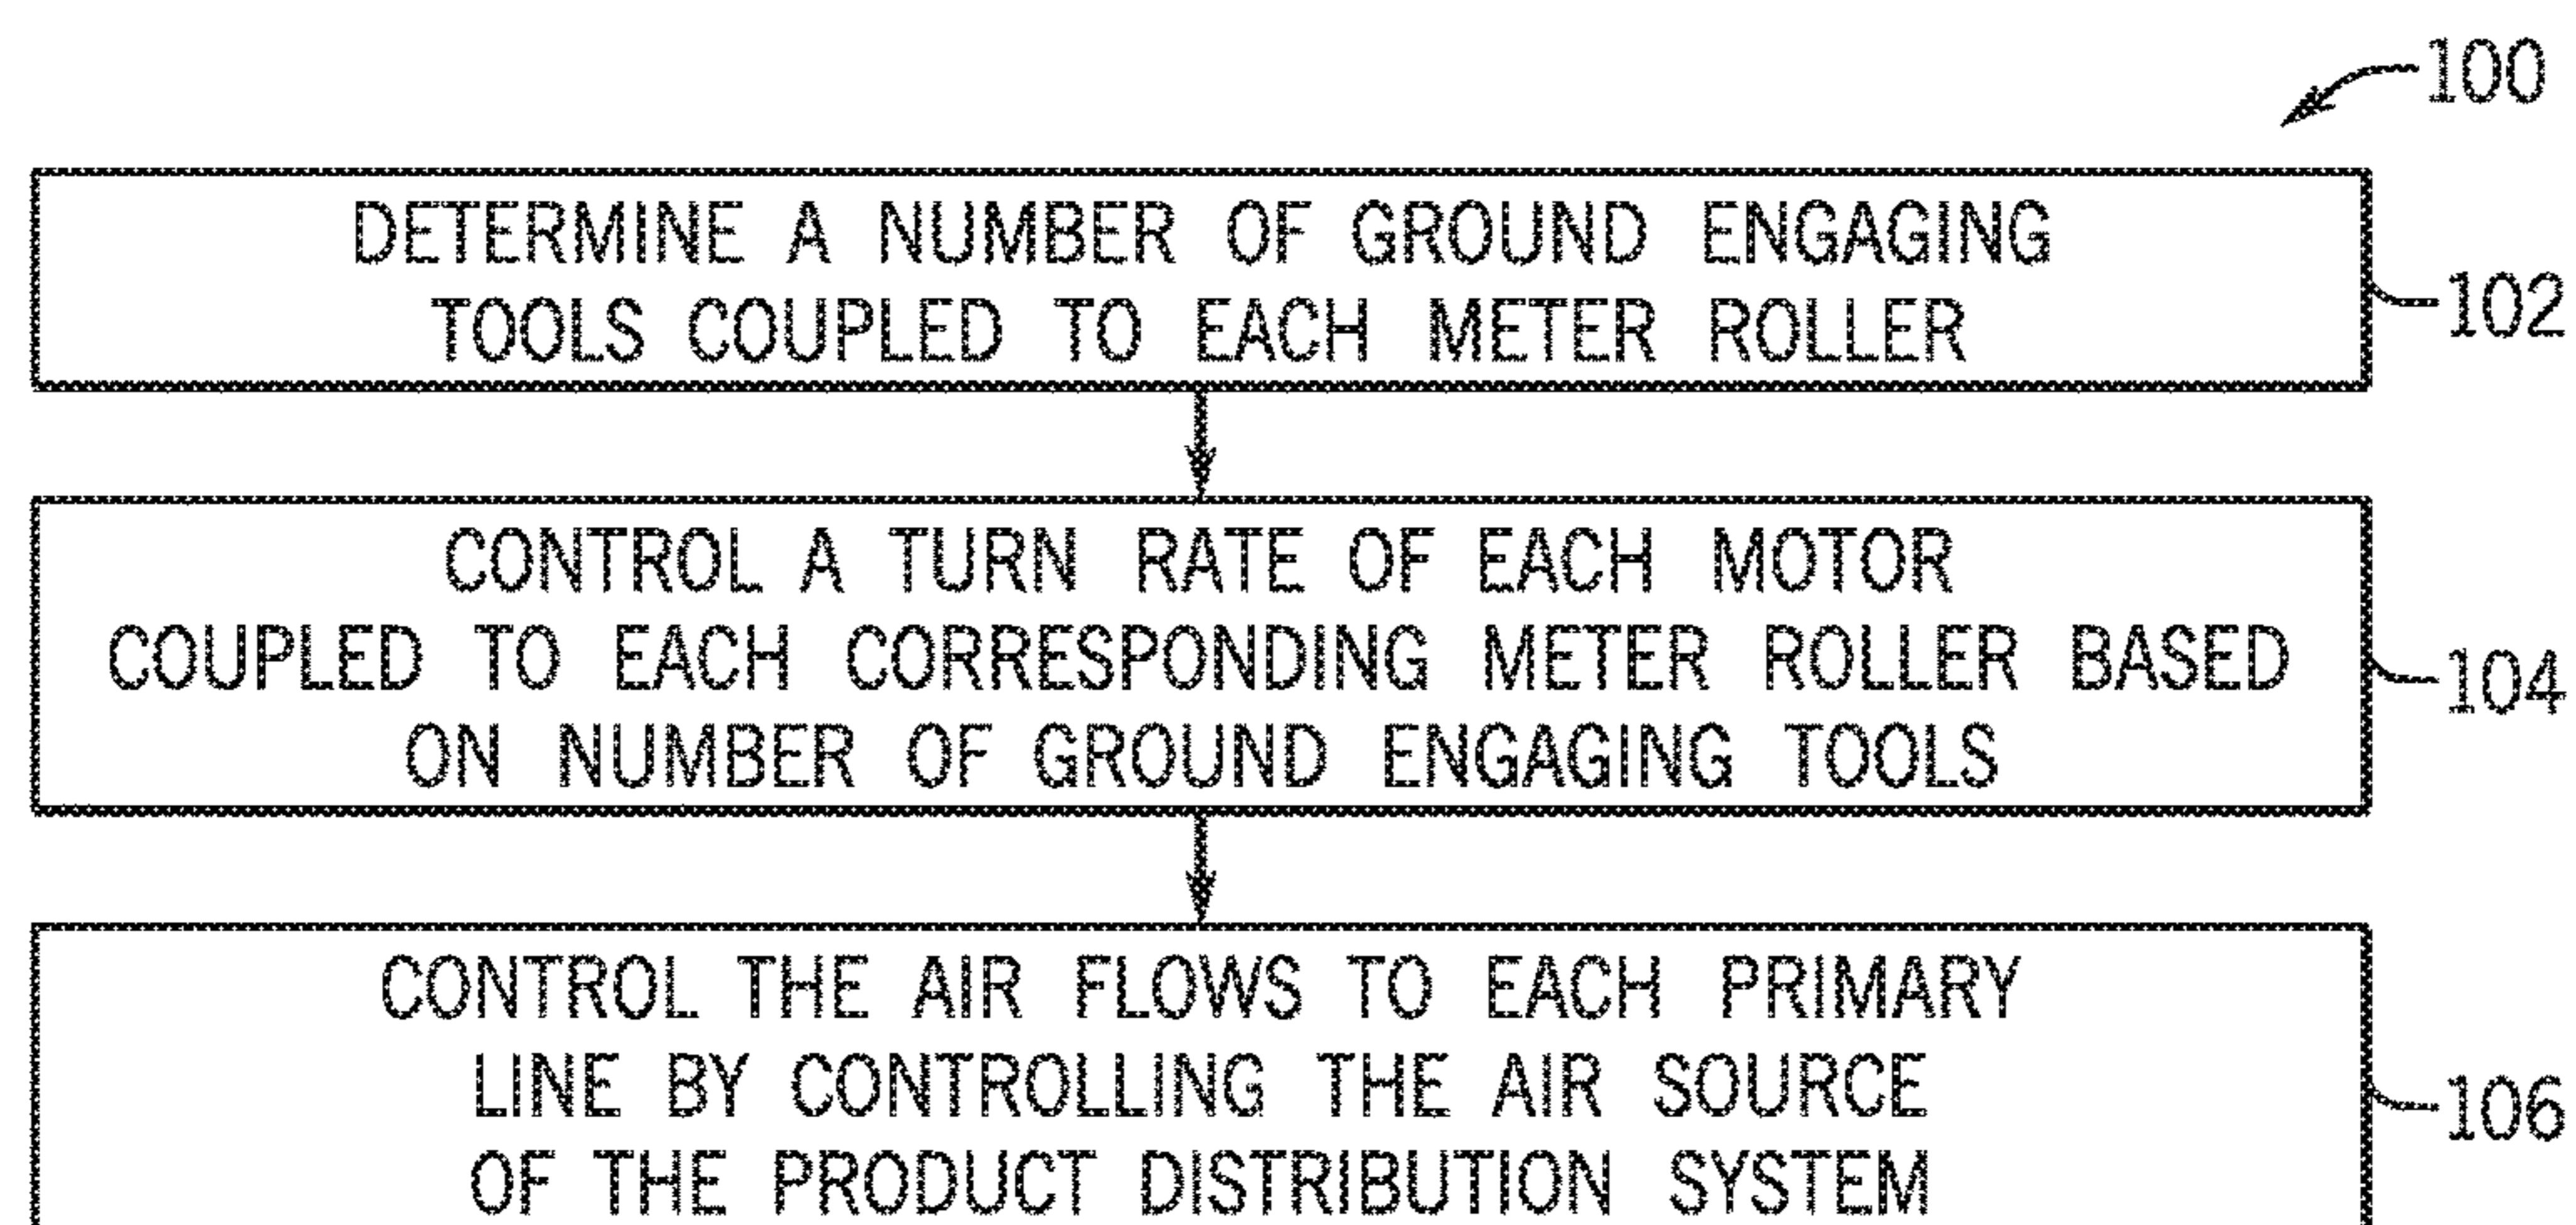 100
DETERMINE A NUMBER OF GROUND ENGAGING
TOOLS COUPLED TO EACH METER ROLLER
102
CONTROL A TURN RATE OF EACH MOTOR
COUPLED TO EACH CORRESPONDING METER ROLLER BASED
ON NUMBER OF GROUND ENGAGING TOOLS
104
CONTROL THE AIR FLOWS TO EACH PRIMARY
LINE BY CONTROLLING THE AIR SOURCE
OF THE PRODUCT DISTRIBUTION SYSTEM
106